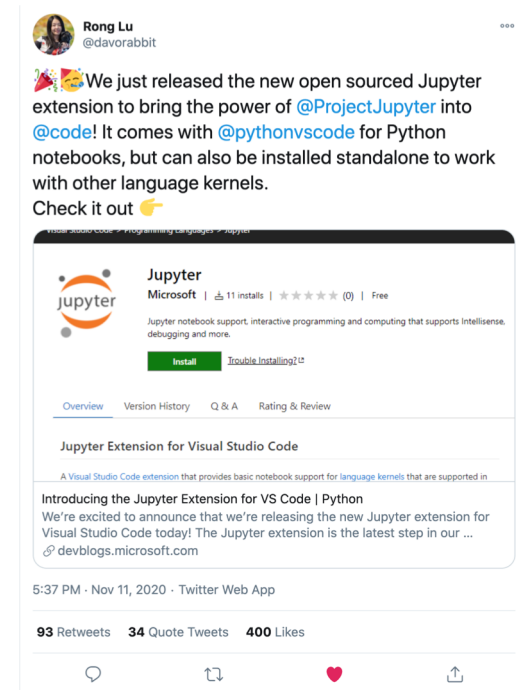 Rong Lu
@davorabbit
🎉🥳We just released the new open sourced Jupyter
extension to bring the power of @ProjectJupyter into
@code! It comes with @pythonvscode for Python
notebooks, but can also be installed standalone to work
with other language kernels.
Check it out 👉
Visual Studio Code > Programming Languages > Jupyter
jupyter
Jupyter
Microsoft | 11 installs | ★★★★★ (0) | Free
Jupyter notebook support, interactive programming and computing that supports Intellisense,
debugging and more.
Install Trouble Installing?
Overview Version History Q & A Rating & Review
Jupyter Extension for Visual Studio Code
A Visual Studio Code extension that provides basic notebook support for language kernels that are supported in
Introducing the Jupyter Extension for VS Code | Python
We're excited to announce that we're releasing the new Jupyter extension for
Visual Studio Code today! The Jupyter extension is the latest step in our ...
devblogs.microsoft.com
5:37 PM · Nov 11, 2020 · Twitter Web App
93 Retweets 34 Quote Tweets 400 Likes